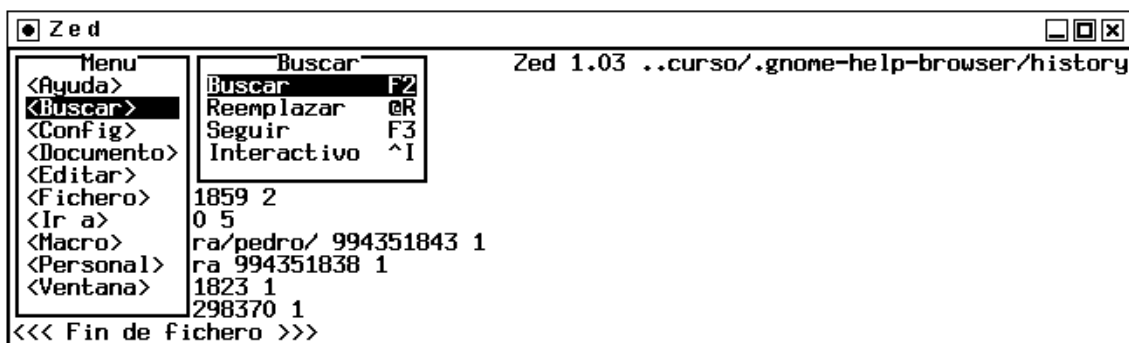 Zed
Menu Buscar Zed 1.03 ..curso/.gnome-help-browser/history
<Ayuda> Buscar F2
<Buscar> Reemplazar @R
<Config> Seguir F3
<Documento> Interactivo ^I
<Editar>
<Fichero> 1859 2
<Ir a> 0 5
<Macro> ra/pedro/ 994351843 1
<Personal> ra 994351838 1
<Ventana> 1823 1
298370 1
<<< Fin de fichero >>>